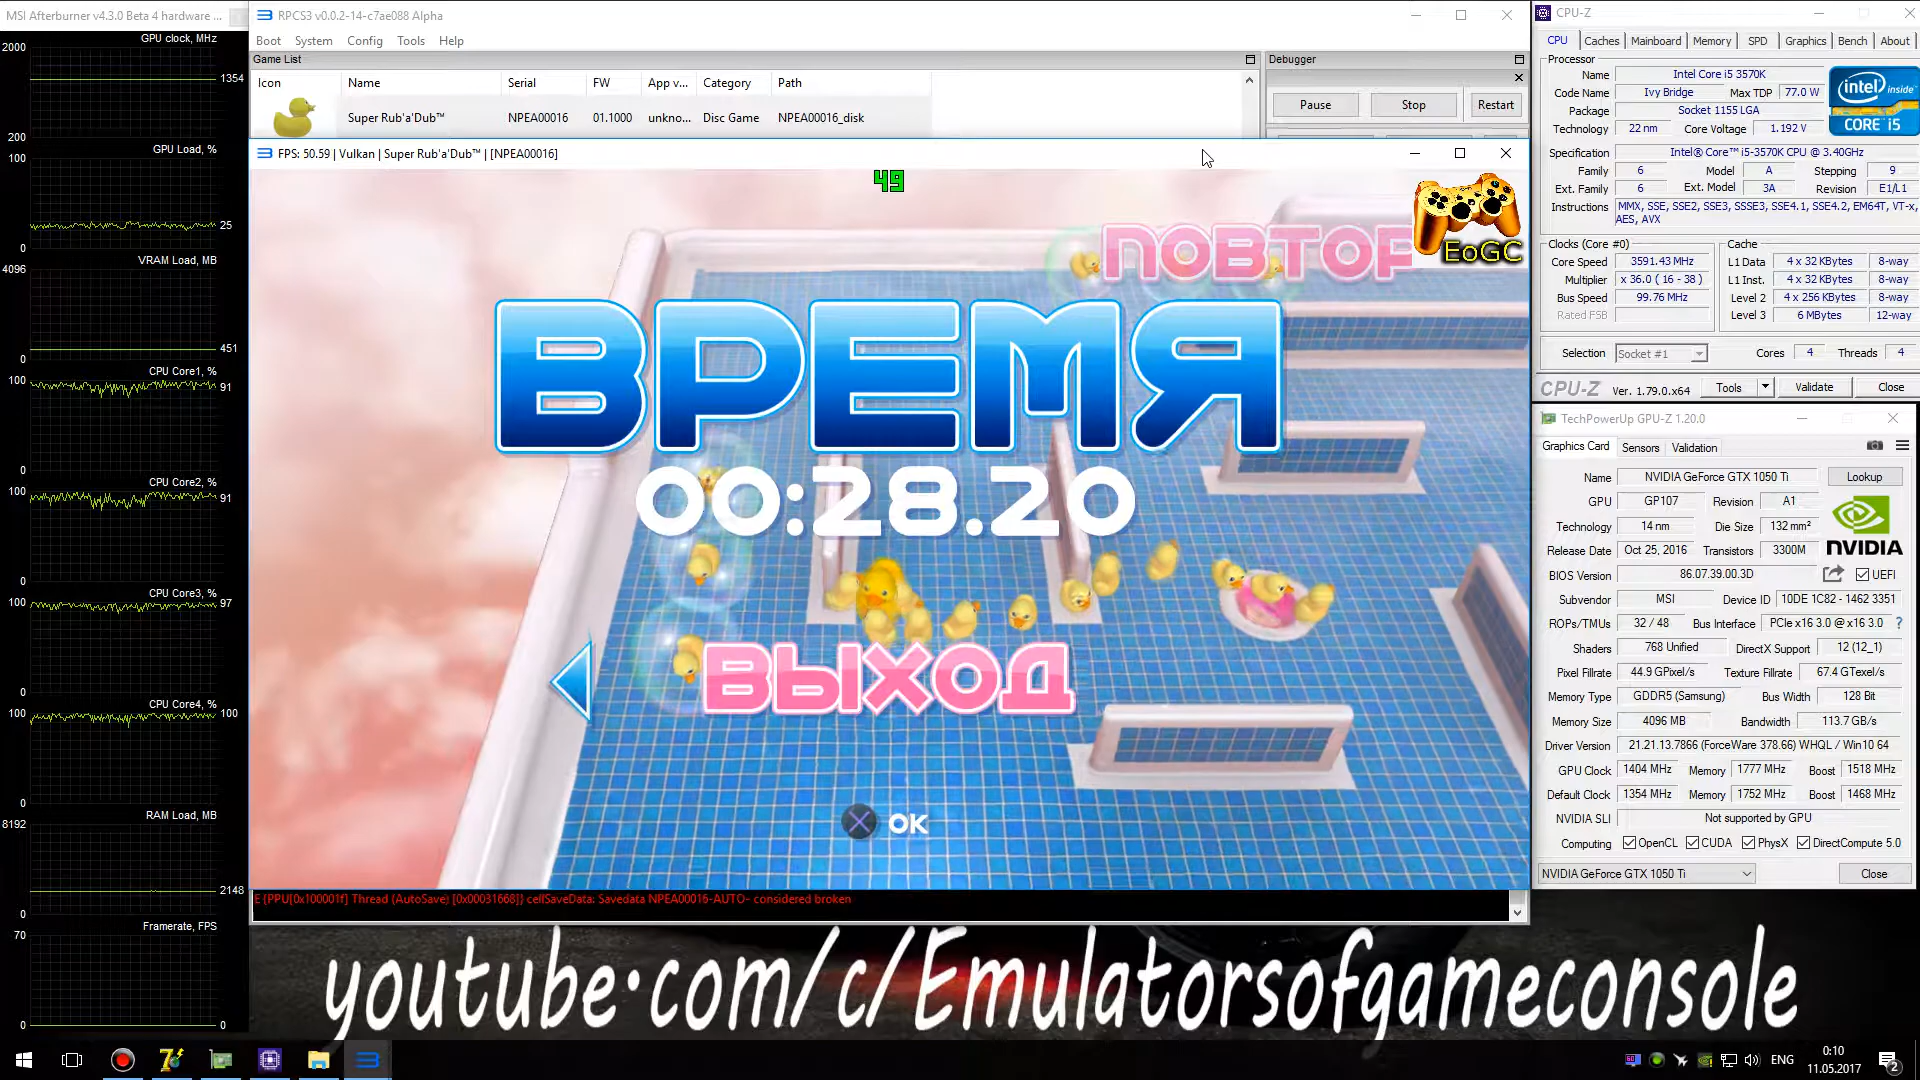 MSI Afterburner v4.3.0 Beta 4 hardware ...
GPU clock, MHz
2000
1354
200
GPU Load, %
100
25
0
VRAM Load, MB
4096
451
0
CPU Core1, %
100
91
0
CPU Core2, %
100
91
0
CPU Core3, %
100
97
0
CPU Core4, %
100
100
0
RAM Load, MB
8192
2148
0
Framerate, FPS
70
0
0
RPCS3 v0.0.2-14-c7ae088 Alpha
Boot System Config Tools Help
Game List
Icon Name Serial FW App v... Category Path
Super Rub'a'Dub™ NPEA00016 01.1000 unkno... Disc Game NPEA00016_disk
Debugger
Pause Stop Restart
FPS: 50.59 | Vulkan | Super Rub'a'Dub™ | [NPEA00016]
49
EoGC
ПОВТОР
ВРЕМЯ
00:28.20
ВЫХОД
OK
E {PPU[0x100001f] Thread (AutoSave) [0x00031668]} cellSaveData: Savedata NPEA00016-AUTO- considered broken
youtube.com/c/Emulatorsofgameconsole
CPU-Z
CPU Caches Mainboard Memory SPD Graphics Bench About
Processor
Name Intel Core i5 3570K
Code Name Ivy Bridge Max TDP 77.0 W
Package Socket 1155 LGA
Technology 22 nm Core Voltage 1.192 V
intel inside™
CORE i5
Specification Intel® Core™ i5-3570K CPU @ 3.40GHz
Family 6 Model A Stepping 9
Ext. Family 6 Ext. Model 3A Revision E1/L1
Instructions MMX, SSE, SSE2, SSE3, SSSE3, SSE4.1, SSE4.2, EM64T, VT-x,
AES, AVX
Clocks (Core #0)
Core Speed 3591.43 MHz
Multiplier x 36.0 ( 16 - 38 )
Bus Speed 99.76 MHz
Rated FSB
Cache
L1 Data 4 x 32 KBytes 8-way
L1 Inst. 4 x 32 KBytes 8-way
Level 2 4 x 256 KBytes 8-way
Level 3 6 MBytes 12-way
Selection Socket #1 Cores 4 Threads 4
CPU-Z Ver. 1.79.0.x64 Tools Validate Close
TechPowerUp GPU-Z 1.20.0
Graphics Card Sensors Validation
Name NVIDIA GeForce GTX 1050 Ti Lookup
GPU GP107 Revision A1
Technology 14 nm Die Size 132 mm²
Release Date Oct 25, 2016 Transistors 3300M
NVIDIA
BIOS Version 86.07.39.00.3D UEFI
Subvendor MSI Device ID 10DE 1C82 - 1462 3351
ROPs/TMUs 32 / 48 Bus Interface PCIe x16 3.0 @ x16 3.0 ?
Shaders 768 Unified DirectX Support 12 (12_1)
Pixel Fillrate 44.9 GPixel/s Texture Fillrate 67.4 GTexel/s
Memory Type GDDR5 (Samsung) Bus Width 128 Bit
Memory Size 4096 MB Bandwidth 113.7 GB/s
Driver Version 21.21.13.7866 (ForceWare 378.66) WHQL / Win10 64
GPU Clock 1404 MHz Memory 1777 MHz Boost 1518 MHz
Default Clock 1354 MHz Memory 1752 MHz Boost 1468 MHz
NVIDIA SLI Not supported by GPU
Computing OpenCL CUDA PhysX DirectCompute 5.0
NVIDIA GeForce GTX 1050 Ti Close
ENG
0:10
11.05.2017
2